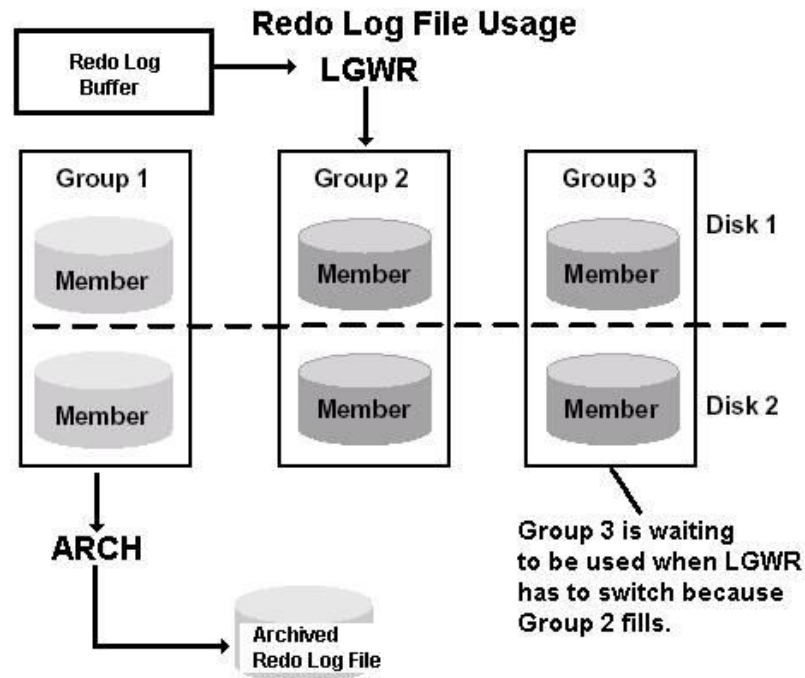 Redo Log File Usage
Redo Log
Buffer
LGWR
Group 1
Group 2
Group 3
Disk 1
Member
Member
Member
Member
Member
Member
Disk 2
ARCH
Group 3 is waiting
to be used when LGWR
has to switch because
Group 2 fills.
Archived
Redo Log File